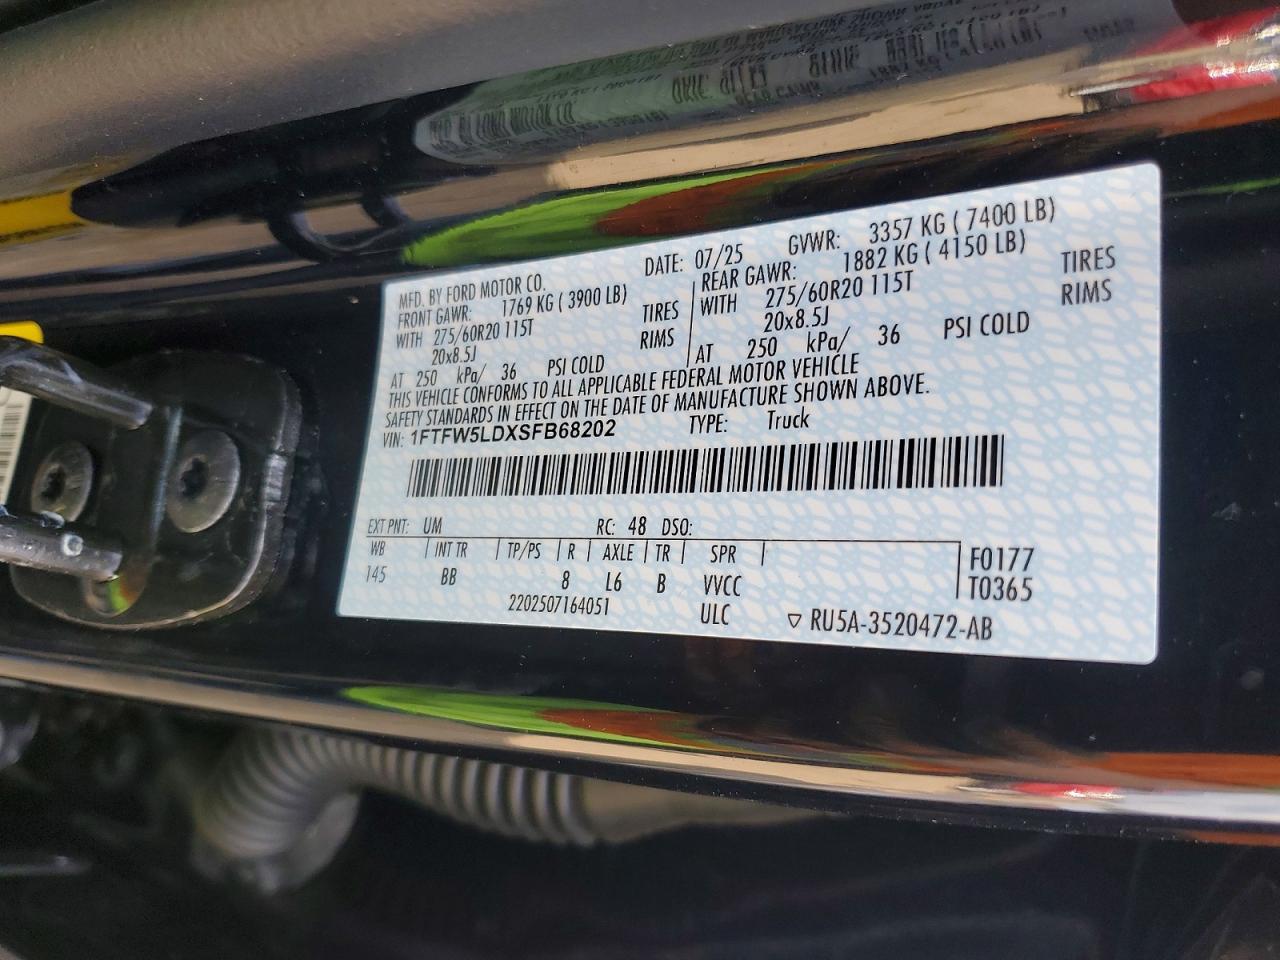 MFD. BY FORD MOTOR CO.
DATE: 07/25 GVWR: 3357 KG ( 7400 LB)
FRONT GAWR: 1769 KG ( 3900 LB)
WITH 275/60R20 115T TIRES
20x8.5J RIMS
AT 250 kPa/ 36 PSI COLD
REAR GAWR: 1882 KG ( 4150 LB)
WITH 275/60R20 115T TIRES
20x8.5J RIMS
AT 250 kPa/ 36 PSI COLD
THIS VEHICLE CONFORMS TO ALL APPLICABLE FEDERAL MOTOR VEHICLE
SAFETY STANDARDS IN EFFECT ON THE DATE OF MANUFACTURE SHOWN ABOVE.
VIN: 1FTFW5LDXSFB68202 TYPE: Truck
EXT PNT: UM RC: 48 DSO:
WB INT TR TP/PS R AXLE TR SPR F0177
145 BB 8 L6 B VVCC T0365
2202507164051 ULC ▽ RU5A-3520472-AB